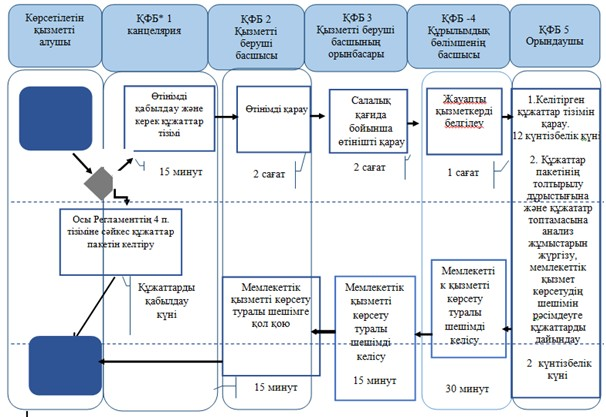 Көрсетілетін
қызметті
алушы
ҚФБ* 1
канцелярия
ҚФБ 2
Қызметті
беруші
басшысы
ҚФБ 3
Қызметті беруші
басшының
орынбасары
ҚФБ -4
Құрылымдық
бөлімшенің
басшысы
ҚФБ 5
Орындаушы
Өтінімді
қабылдау және
керек құжаттар
тізімі
15 минут
Өтінімді қарау
2 сағат
Салалық
қағида
бойынша
өтінішті қарау
2 сағат
Жауапты
қызметкерді
белгілеу
1 сағат
1.Келітірген
құжаттар тізімін
қарау.
12 күнтізбелік күні
2. Құжаттар
пакетінің
толтырылу
дұрыстығына
және құжататр
топтамасына
анализ
жұмыстарын
жүргізу,
мемлекеттік
қызмет
көрсетудің
шешімін
рәсімдеуге
құжаттарды
дайындау
2 күнтізбелік
күні
Осы Регламенттің 4 п.
тізіміне сәйкес құжаттар
пакетін келтіру
Құжаттарды
қабылдау
күні
Мемлекеттік
қызметті көрсету
туралы шешімге
қол қою
15 минут
Мемлекеттік
қызметті
көрсету
туралы
шешімді
келісу
15 минут
Мемлекетті
к қызметті
көрсету
туралы
шешімді
келісу
30 минут